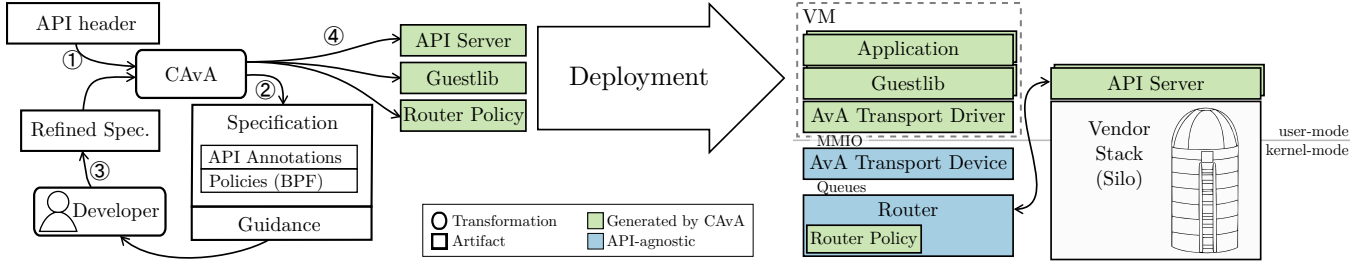 API header
①
CAvA
②
Refined Spec.
③
Developer
Specification
API Annotations
Policies (BPF)
Guidance
④
API Server
Guestlib
Router Policy
Deployment
Transformation
Artifact
Generated by CAvA
API-agnostic
VM
Application
Guestlib
AvA Transport Driver
MMIO
AvA Transport Device
Queues
Router
Router Policy
API Server
Vendor
Stack
(Silo)
user-mode
kernel-mode